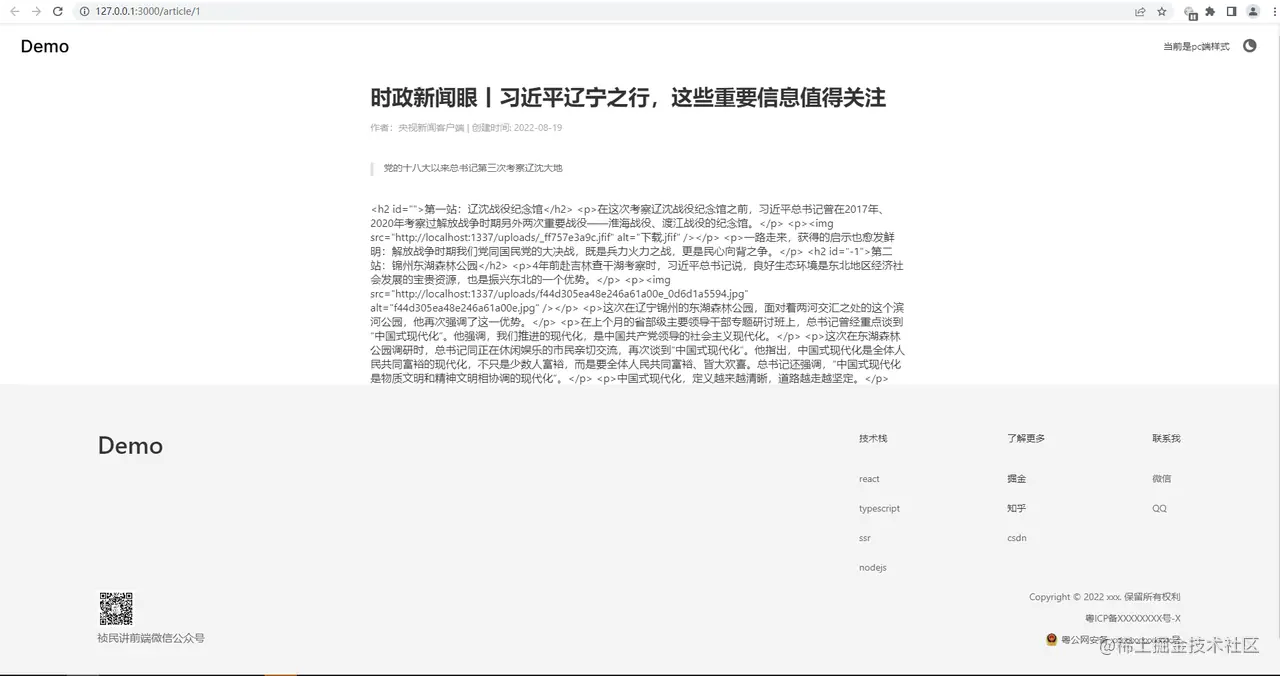 127.0.0.1:3000/article/1
Demo
当前是pc端样式
时政新闻眼丨习近平辽宁之行，这些重要信息值得关注
作者：央视新闻客户端 | 创建时间: 2022-08-19
党的十八大以来总书记第三次考察辽沈大地
<h2 id="">第一站：辽沈战役纪念馆</h2> <p>在这次考察辽沈战役纪念馆之前，习近平总书记曾在2017年、
2020年考察过解放战争时期另外两次重要战役——淮海战役、渡江战役的纪念馆。</p> <p><img
src="http://localhost:1337/uploads/_ff757e3a9c.jfif" alt="下载.jfif" /></p> <p>一路走来，获得的启示也愈发鲜
明：解放战争时期我们党同国民党的大决战，既是兵力火力之战，更是民心向背之争。</p> <h2 id="-1">第二
站：锦州东湖森林公园</h2> <p>4年前赴吉林查干湖考察时，习近平总书记说，良好生态环境是东北地区经济社
会发展的宝贵资源，也是振兴东北的一个优势。</p> <p><img
src="http://localhost:1337/uploads/f44d305ea48e246a61a00e_0d6d1a5594.jpg"
alt="f44d305ea48e246a61a00e.jpg" /></p> <p>这次在辽宁锦州的东湖森林公园，面对着两河交汇之处的这个滨
河公园，他再次强调了这一优势。</p> <p>在上个月的省部级主要领导干部专题研讨班上，总书记曾经重点谈到
“中国式现代化”。他强调，我们推进的现代化，是中国共产党领导的社会主义现代化。</p> <p>这次在东湖森林
公园调研时，总书记同正在休闲娱乐的市民亲切交流，再次谈到“中国式现代化”。他指出，中国式现代化是全体人
民共同富裕的现代化，不只是少数人富裕，而是要全体人民共同富裕、皆大欢喜。总书记还强调，“中国式现代化
是物质文明和精神文明相协调的现代化”。</p> <p>中国式现代化，定义越来越清晰，道路越走越坚定。</p>
Demo
技术栈
了解更多
联系我
react
掘金
微信
typescript
知乎
QQ
ssr
csdn
nodejs
Copyright © 2022 xxx. 保留所有权利
粤ICP备XXXXXXXX号-X
祯民讲前端微信公众号
粤公网安备
@稀土掘金技术社区